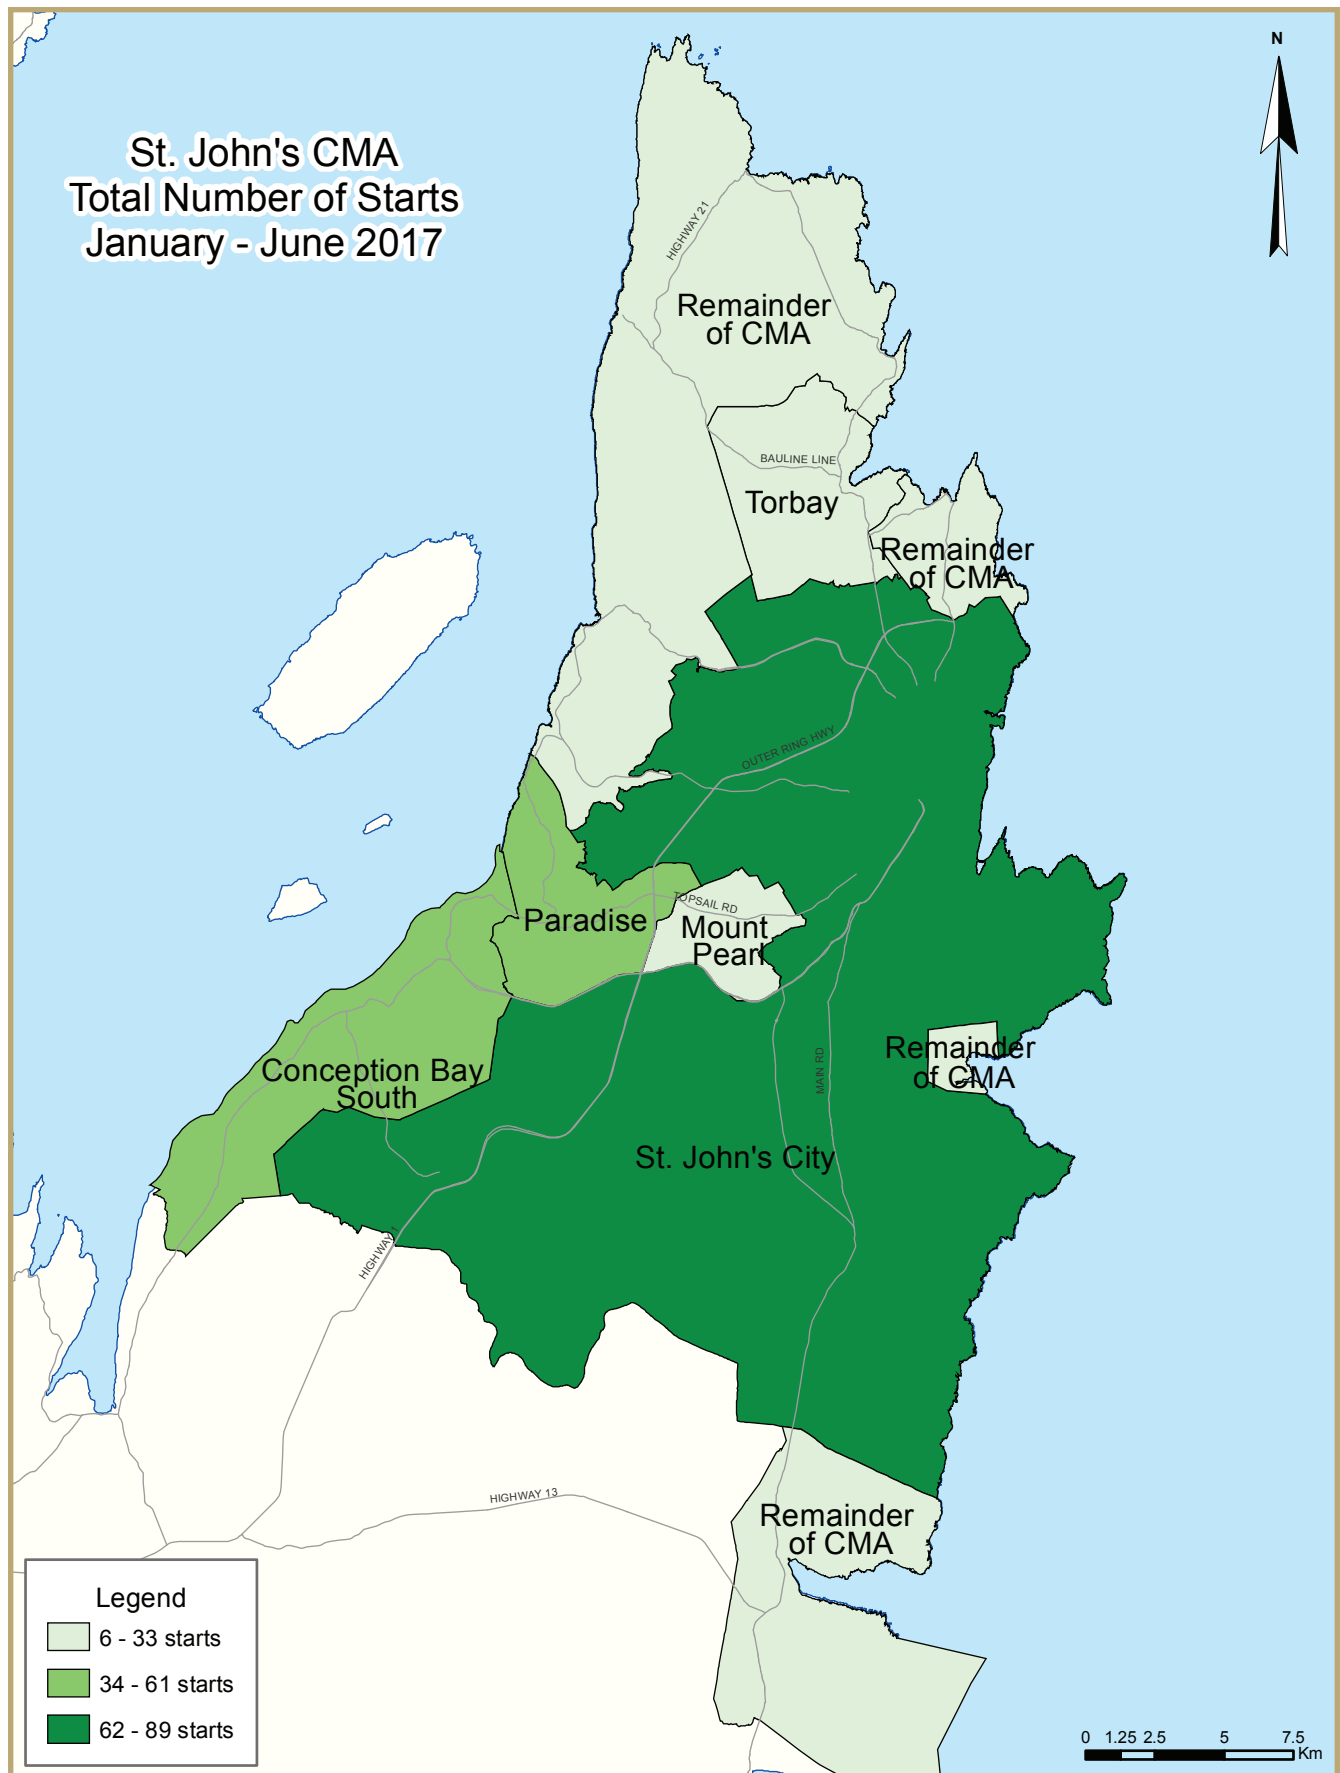 N
St. John's CMA
Total Number of Starts
January - June 2017
HIGHWAY 21
Remainder
of CMA
BAULINE LINE
Torbay
Remainder
of CMA
OUTER RING HWY
TOPSAIL RD
Paradise
Mount
Pearl
Remainder
of CMA
MAIN RD
Conception Bay
South
St. John's City
HIGHWAY 1
HIGHWAY 13
Remainder
of CMA
Legend
6 - 33 starts
34 - 61 starts
62 - 89 starts
0 1.25 2.5 5 7.5
Km